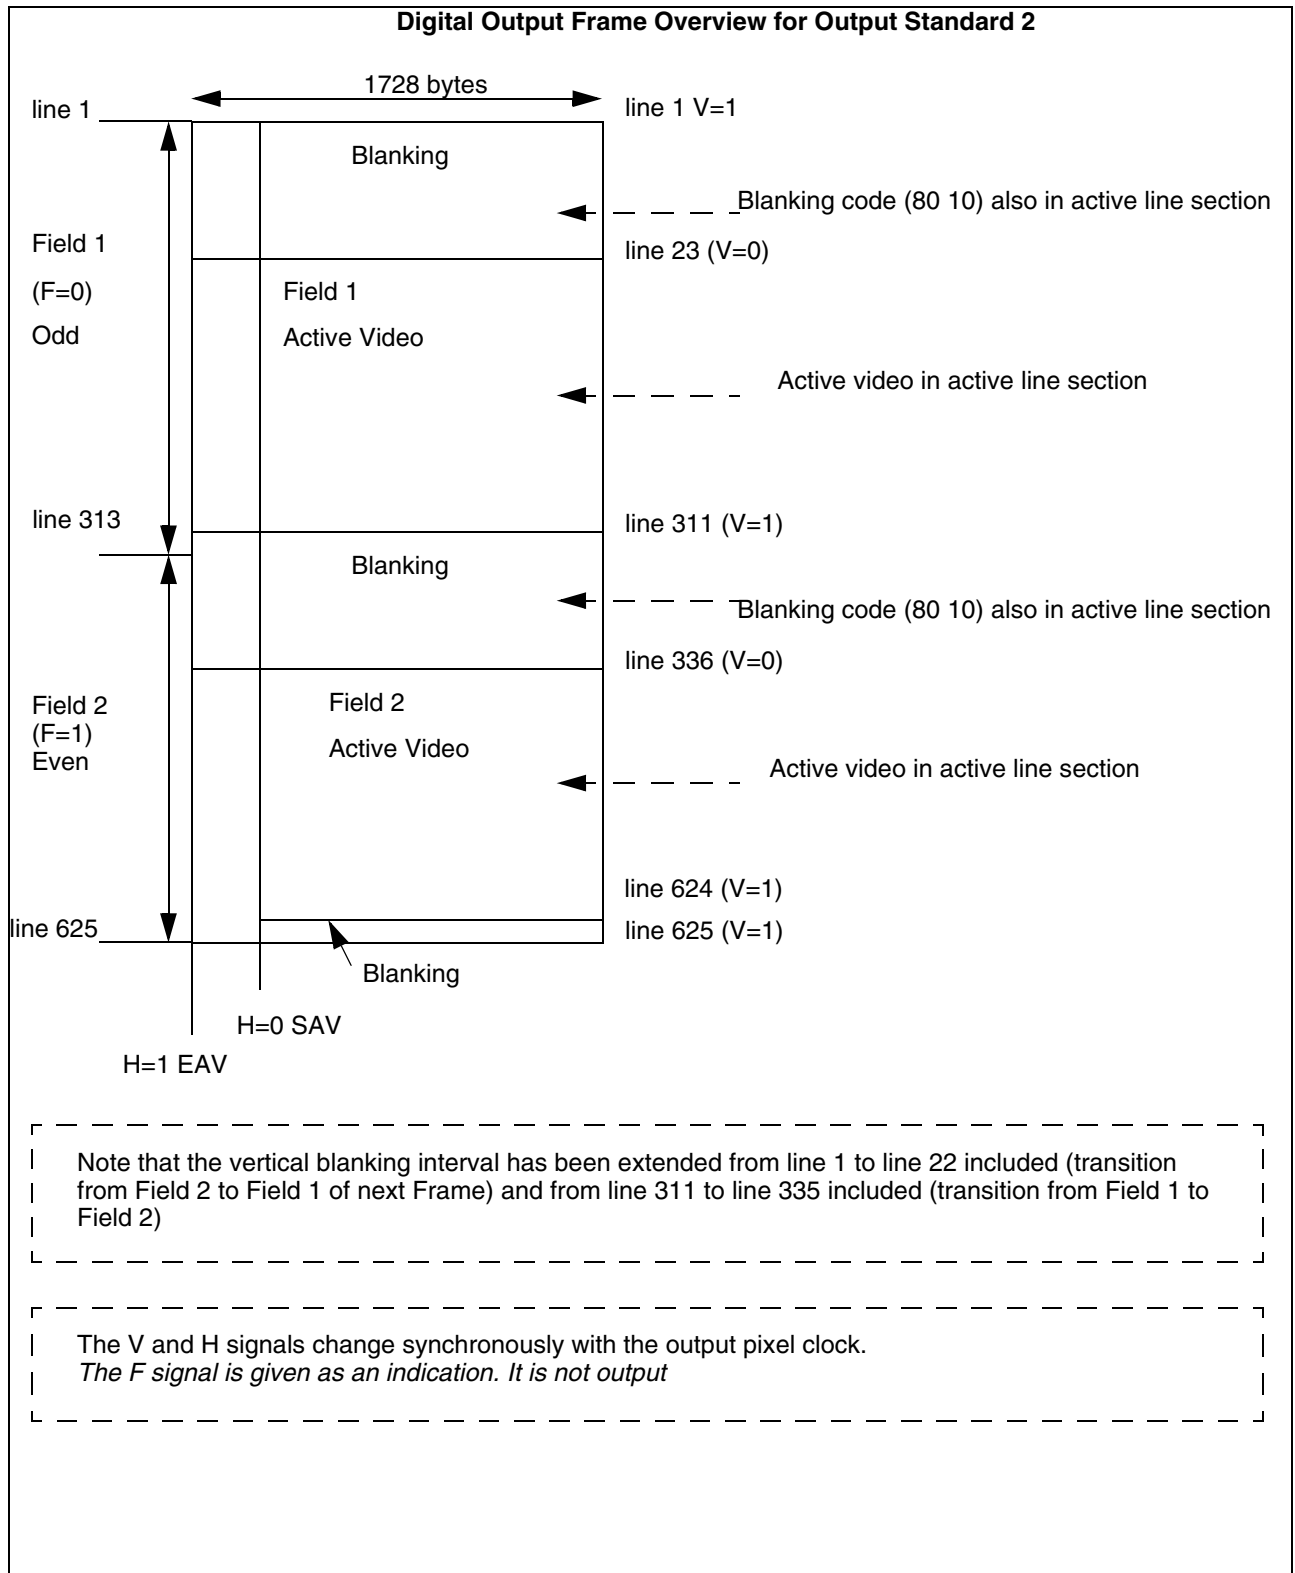 Digital Output Frame Overview for Output Standard 2
1728 bytes
line 1
line 1 V=1
Blanking
Blanking code (80 10) also in active line section
Field 1
(F=0)
Odd
line 23 (V=0)
Field 1
Active Video
Active video in active line section
line 313
line 311 (V=1)
Blanking
Blanking code (80 10) also in active line section
line 336 (V=0)
Field 2
(F=1)
Even
Field 2
Active Video
Active video in active line section
line 624 (V=1)
line 625
line 625 (V=1)
Blanking
H=0 SAV
H=1 EAV
Note that the vertical blanking interval has been extended from line 1 to line 22 included (transition
from Field 2 to Field 1 of next Frame) and from line 311 to line 335 included (transition from Field 1 to
Field 2)
The V and H signals change synchronously with the output pixel clock.
The F signal is given as an indication. It is not output